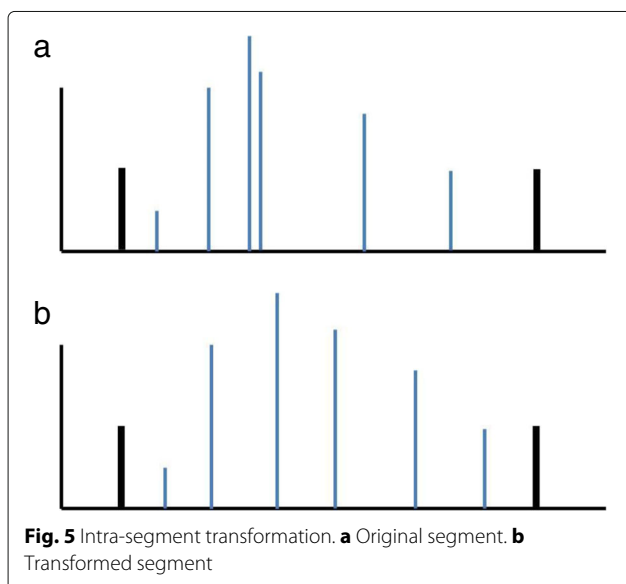 a
b
Fig. 5 Intra-segment transformation. a Original segment. b
Transformed segment